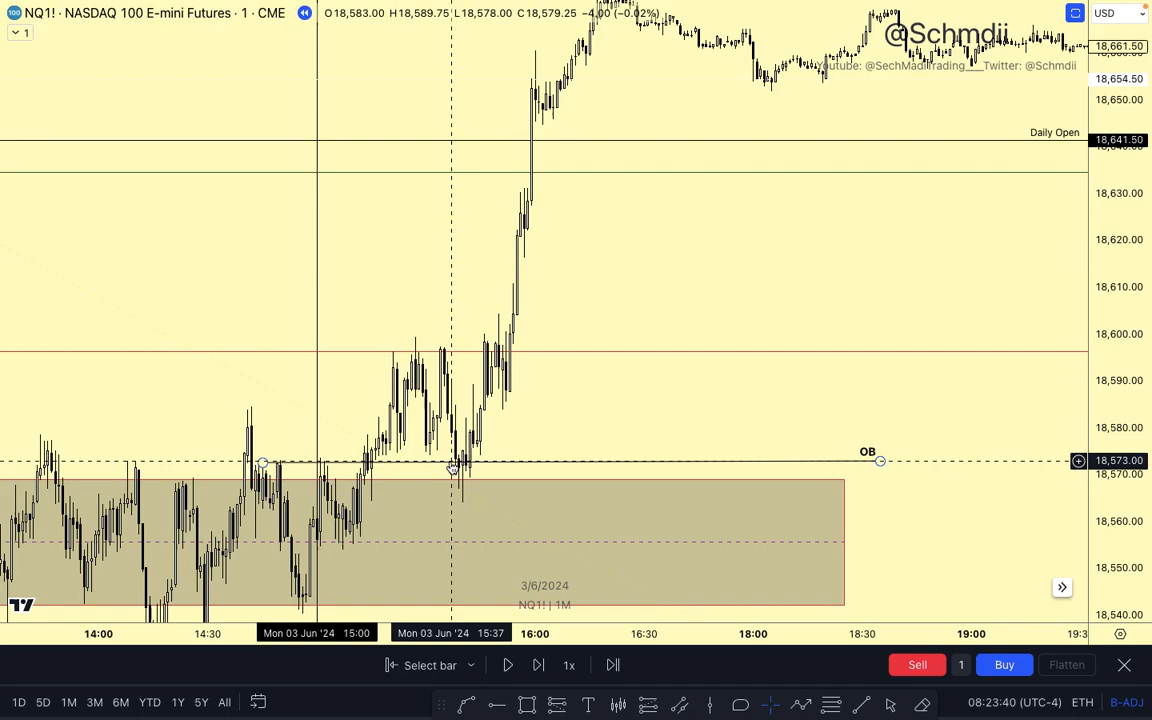 100 NQ1! · NASDAQ 100 E-mini Futures · 1 · CME O18,583.00 H18,589.75 L18,578.00 C18,579.25 −4.00 (−0.02%) USD
1
@Schmdii
Youtube: @SechMadiTrading___Twitter: @Schmdii
18,661.50
18,654.50
18,650.00
Daily Open
18,641.50
18,630.00
18,620.00
18,610.00
18,600.00
18,590.00
18,580.00
OB
18,573.00
18,570.00
18,560.00
18,550.00
18,540.00
3/6/2024
NQ1! | 1M
14:00 14:30 Mon 03 Jun '24 15:00 Mon 03 Jun '24 15:37 16:00 16:30 18:00 18:30 19:00 19:3
Select bar 1x Sell 1 Buy Flatten
1D 5D 1M 3M 6M YTD 1Y 5Y All 08:23:40 (UTC-4) ETH B-ADJ